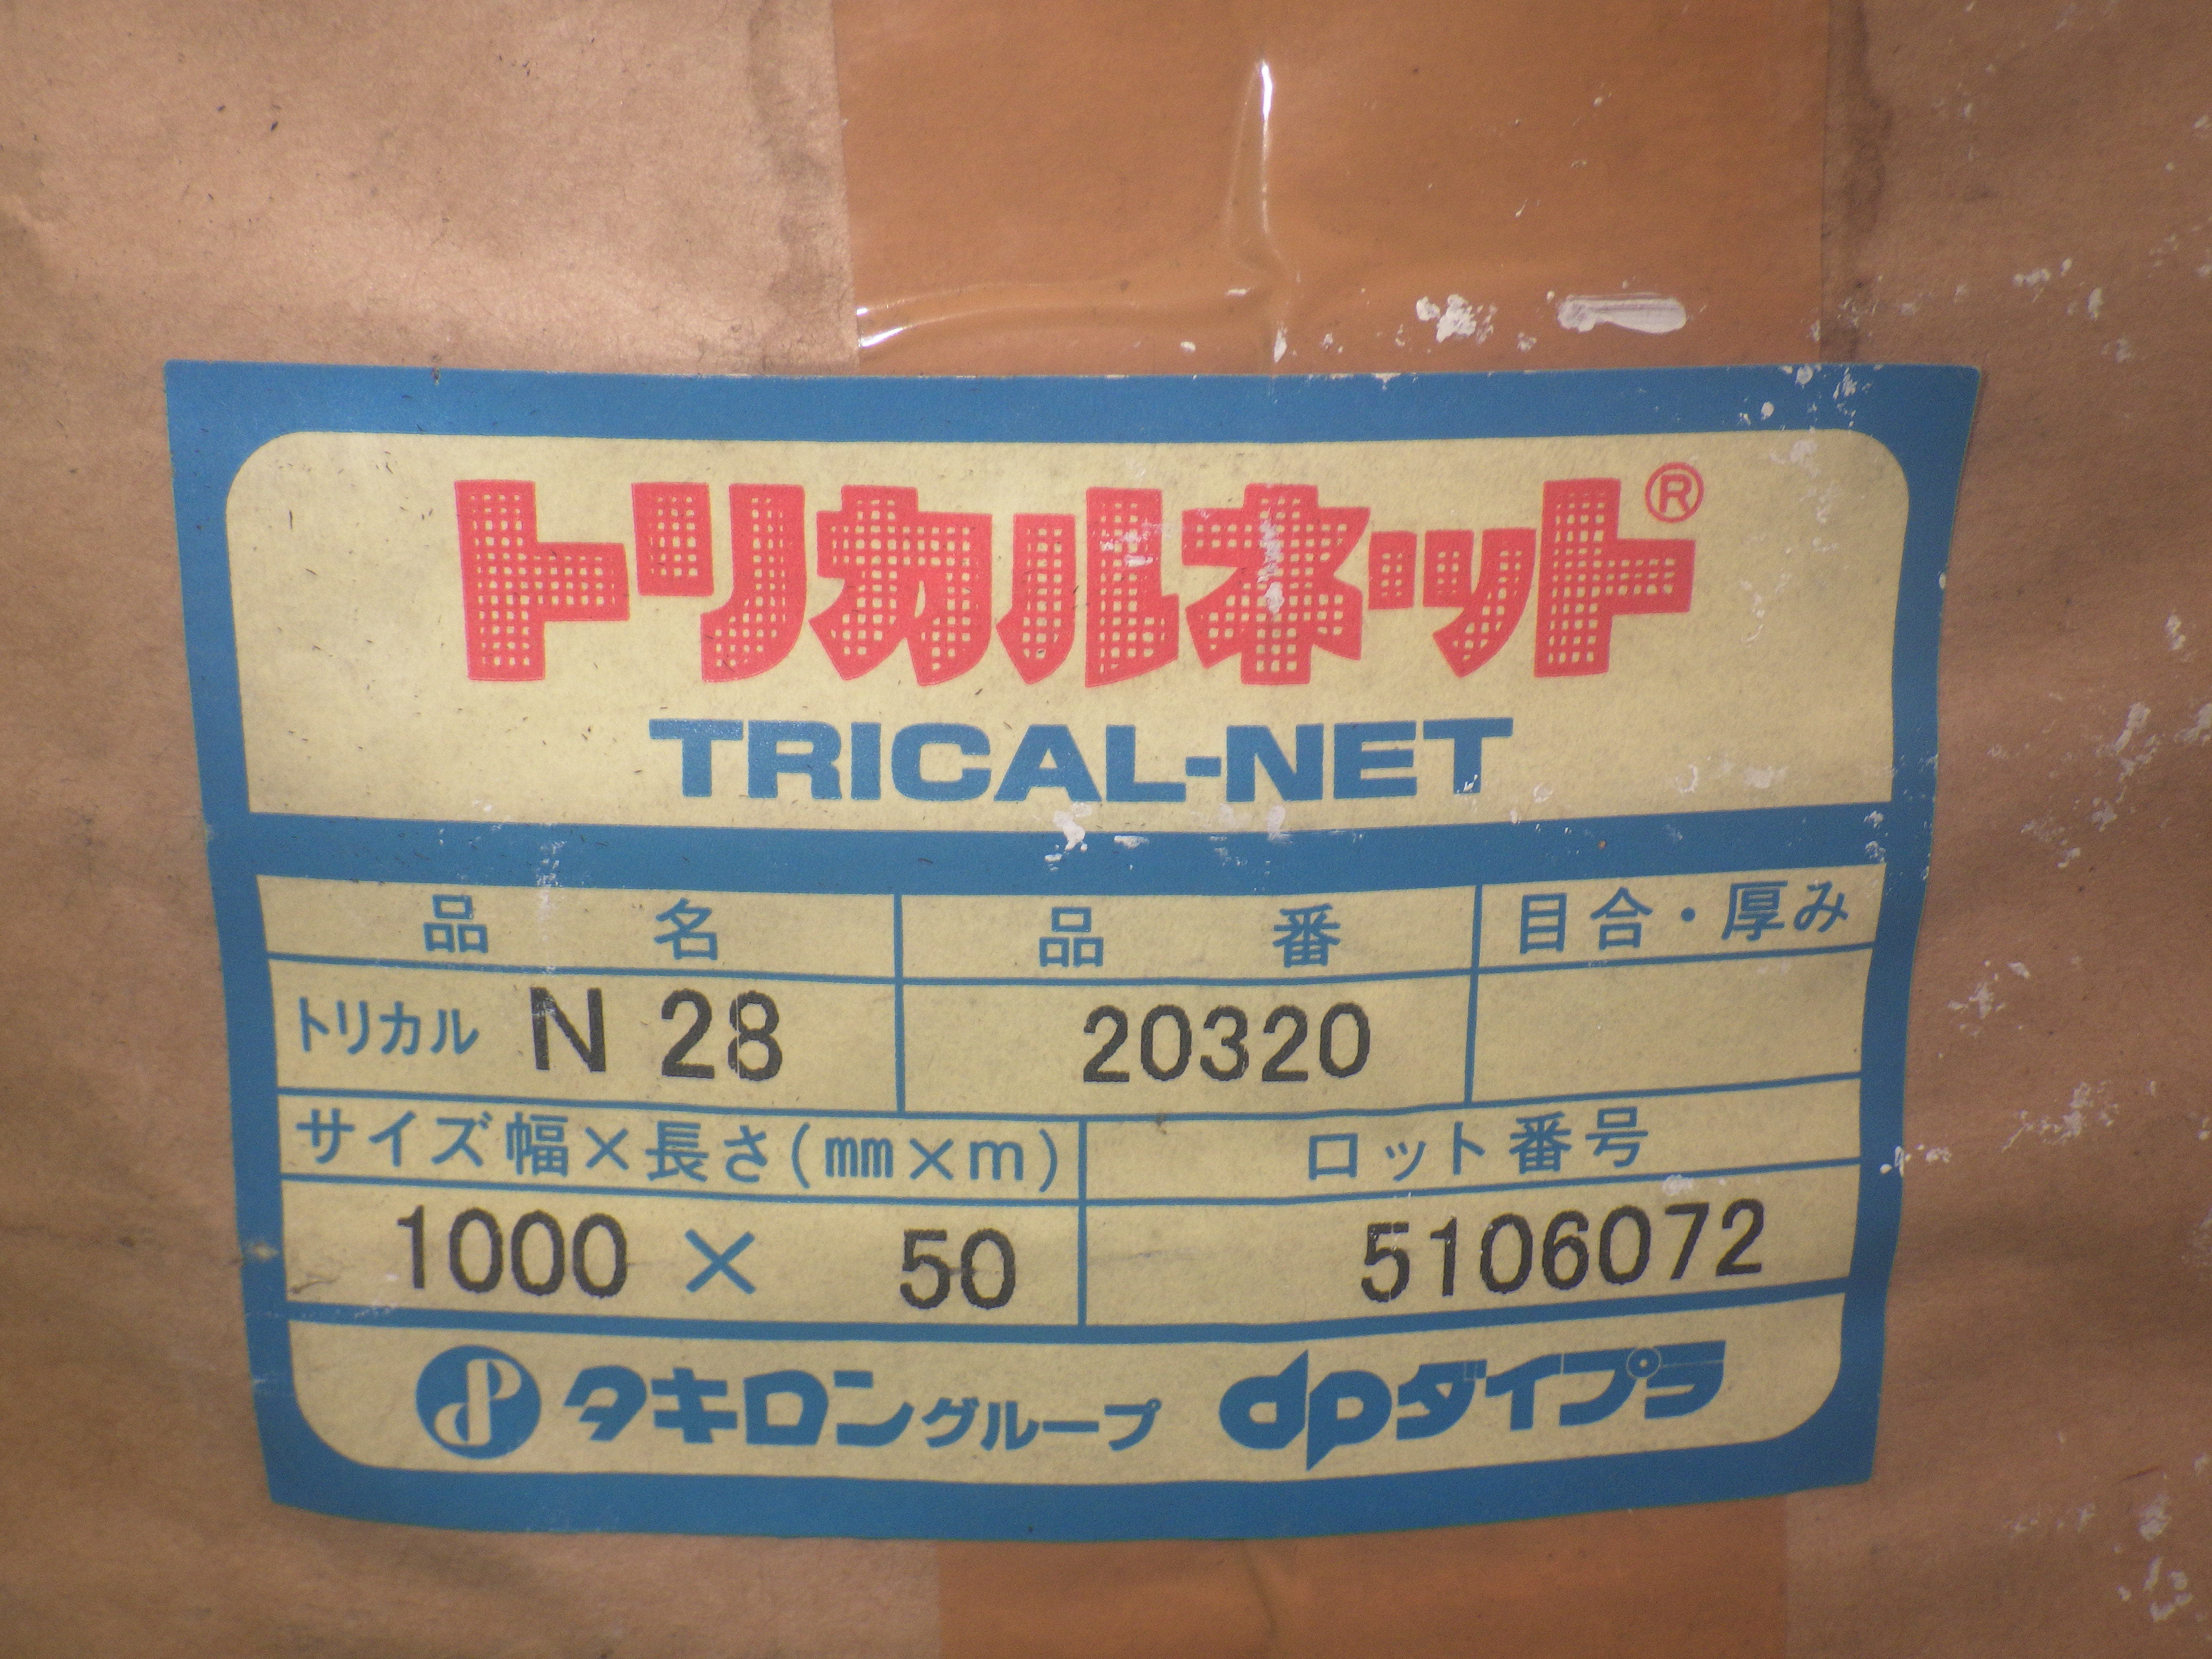 トリカルネット®
TRICAL-NET
品名 品番 目合・厚み
トリカル N 28 20320
サイズ幅×長さ(mm×m) ロット番号
1000 × 50 5106072
タキロングループ dpダイプラ